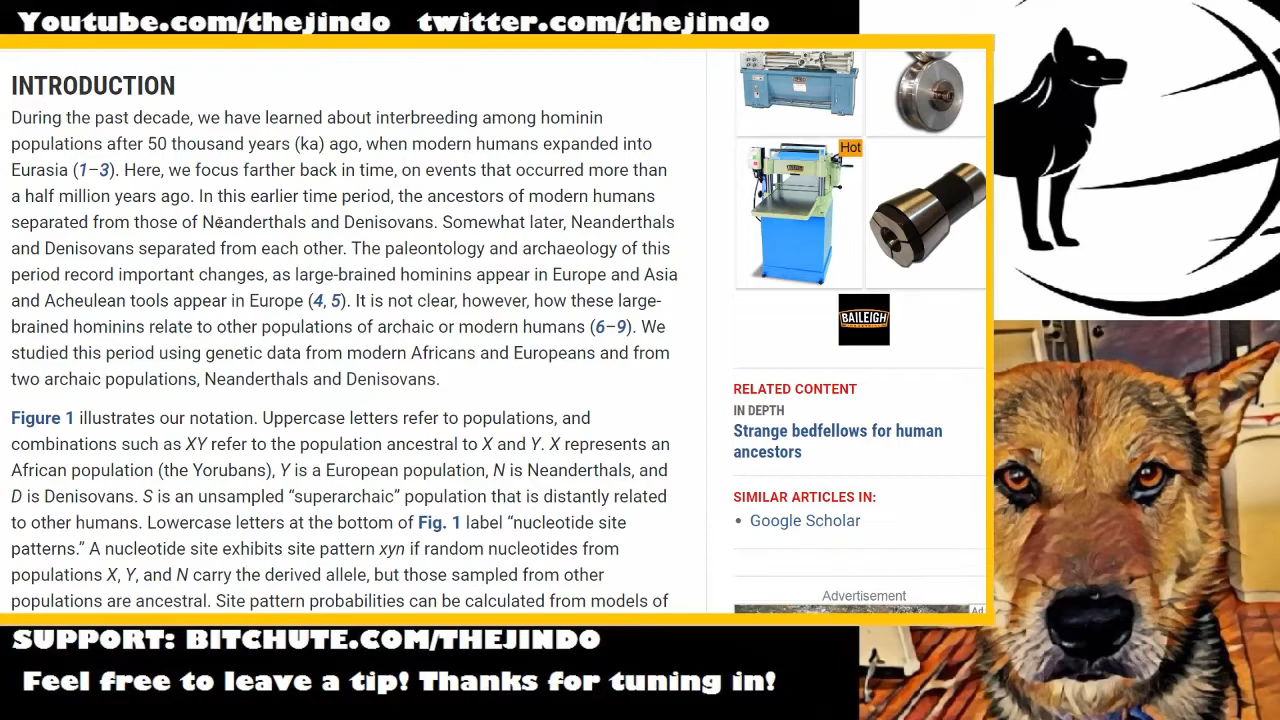 Youtube.com/thejindo twitter.com/thejindo
INTRODUCTION
During the past decade, we have learned about interbreeding among hominin
populations after 50 thousand years (ka) ago, when modern humans expanded into
Eurasia (1–3). Here, we focus farther back in time, on events that occurred more than
a half million years ago. In this earlier time period, the ancestors of modern humans
separated from those of Neanderthals and Denisovans. Somewhat later, Neanderthals
and Denisovans separated from each other. The paleontology and archaeology of this
period record important changes, as large-brained hominins appear in Europe and Asia
and Acheulean tools appear in Europe (4, 5). It is not clear, however, how these large-
brained hominins relate to other populations of archaic or modern humans (6–9). We
studied this period using genetic data from modern Africans and Europeans and from
two archaic populations, Neanderthals and Denisovans.
Figure 1 illustrates our notation. Uppercase letters refer to populations, and
combinations such as XY refer to the population ancestral to X and Y. X represents an
African population (the Yorubans), Y is a European population, N is Neanderthals, and
D is Denisovans. S is an unsampled “superarchaic” population that is distantly related
to other humans. Lowercase letters at the bottom of Fig. 1 label “nucleotide site
patterns.” A nucleotide site exhibits site pattern xyn if random nucleotides from
populations X, Y, and N carry the derived allele, but those sampled from other
populations are ancestral. Site pattern probabilities can be calculated from models of
Hot
BAILEIGH
RELATED CONTENT
IN DEPTH
Strange bedfellows for human
ancestors
SIMILAR ARTICLES IN:
• Google Scholar
Advertisement
Ad
SUPPORT: BITCHUTE.COM/THEJINDO
Feel free to leave a tip! Thanks for tuning in!